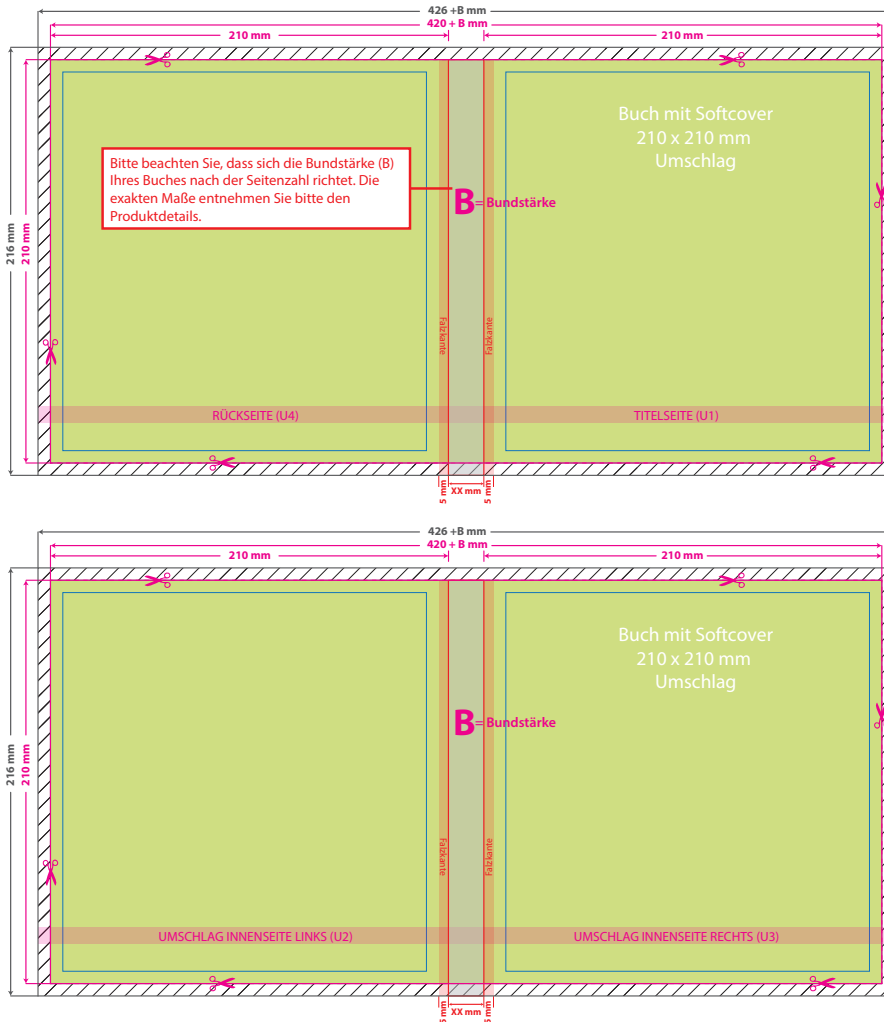 426 +B mm
420 + B mm
210 mm
210 mm
Buch mit Softcover
210 x 210 mm
Umschlag
Bitte beachten Sie, dass sich die Bundstärke (B)
Ihres Buches nach der Seitenzahl richtet. Die
exakten Maße entnehmen Sie bitte den
Produktdetails.
B = Bundstärke
216 mm
210 mm
Falzkante
Falzkante
RÜCKSEITE (U4)
TITELSEITE (U1)
5 mm
XX mm
5 mm
426 +B mm
420 + B mm
210 mm
210 mm
Buch mit Softcover
210 x 210 mm
Umschlag
B = Bundstärke
216 mm
210 mm
Falzkante
Falzkante
UMSCHLAG INNENSEITE LINKS (U2)
UMSCHLAG INNENSEITE RECHTS (U3)
5 mm
XX mm
5 mm